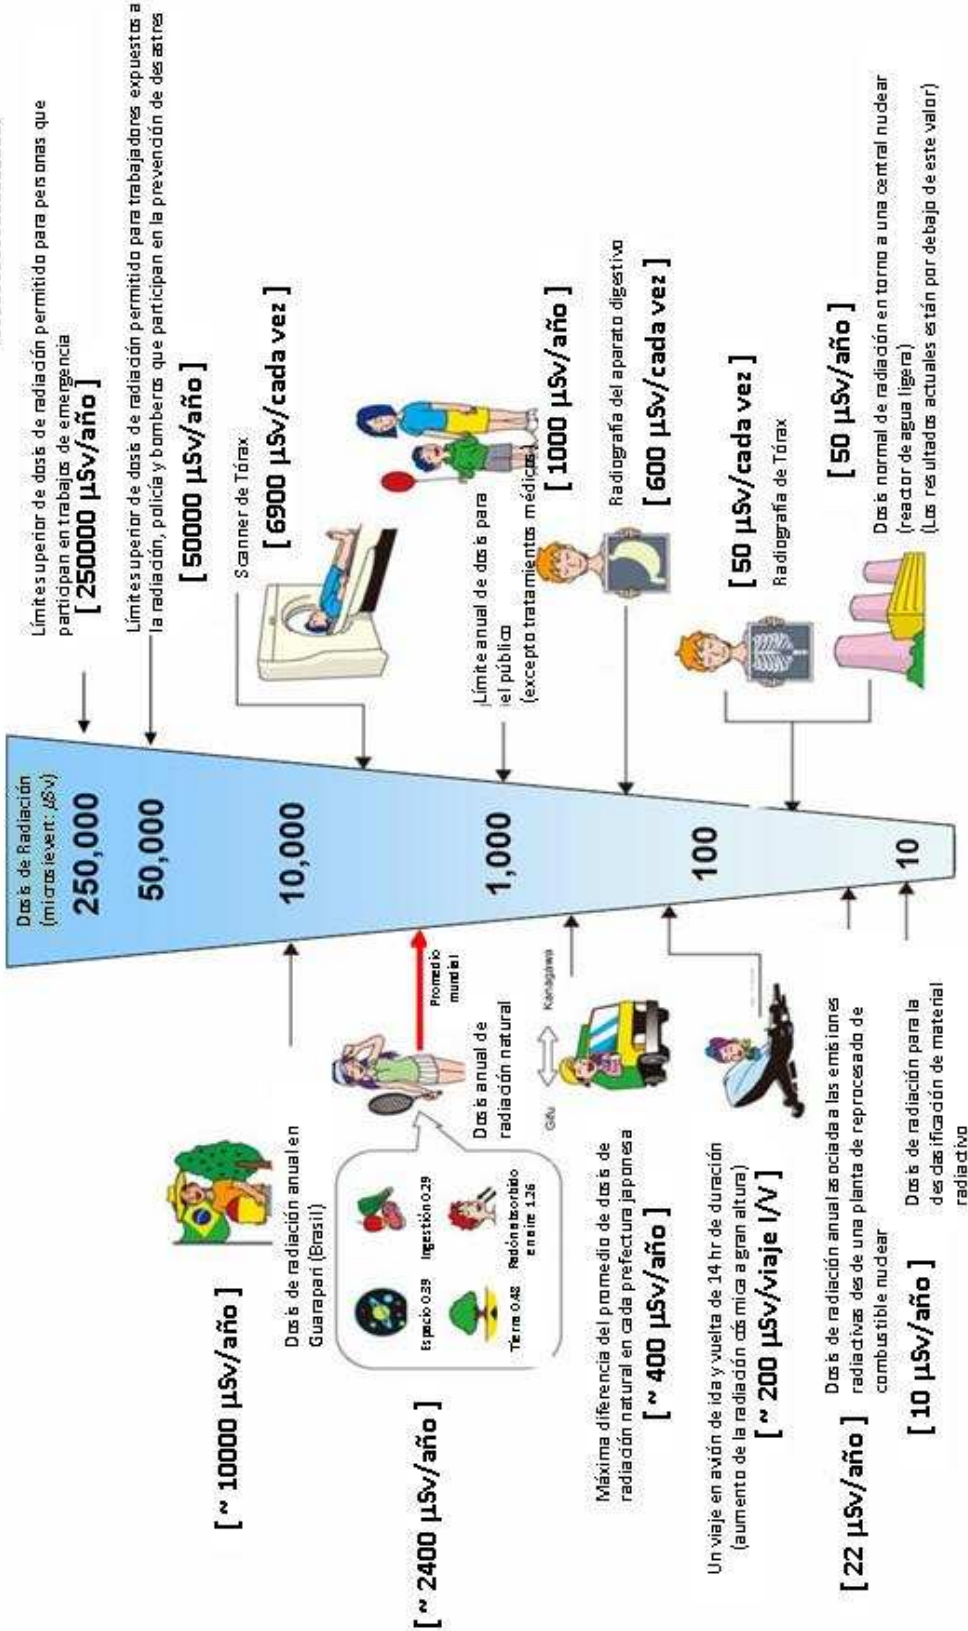 Dosis de Radiación
(microsievert: µSv)
250,000
50,000
10,000
1,000
100
10
Límite superior de dosis de radiación permitido para personas que
participan en trabajos de emergencia
[ 250000 µSv/año ]
Límite superior de dosis de radiación permitido para trabajadores expuestos a
la radiación, policía y bomberos que participan en la prevención de desastres
[ 50000 µSv/año ]
Scanner de Tórax
[ 6900 µSv/cada vez ]
Límite anual de dosis para
el público
(excepto tratamientos médicos)
[ 1000 µSv/año ]
Radiografía del aparato digestivo
[ 600 µSv/cada vez ]
[ 50 µSv/cada vez ]
Radiografía de Tórax
[ 50 µSv/año ]
Dosis normal de radiación en torno a una central nuclear
(reactor de agua ligera)
(Los resultados actuales están por debajo de este valor)
[ ~ 10000 µSv/año ]
Dosis de radiación anual en
Guarapari (Brasil)
[ ~ 2400 µSv/año ]
Espacio 0.39
Ingestión 0.29
Tierra 0.48
Radón absorbido
en aire 1.26
Promedio
mundial
Dosis anual de
radiación natural
Gifu
Kanagawa
Máxima diferencia del promedio de dosis de
radiación natural en cada prefectura japonesa
[ ~ 400 µSv/año ]
Un viaje en avión de ida y vuelta de 14 hr de duración
(aumento de la radiación cósmica a gran altura)
[ ~ 200 µSv/viaje I/V ]
[ 22 µSv/año ]
Dosis de radiación anual asociada a las emisiones
radiactivas des de una planta de reprocesado de
combustible nuclear
[ 10 µSv/año ]
Dosis de radiación para la
desclasificación de material
radiactivo